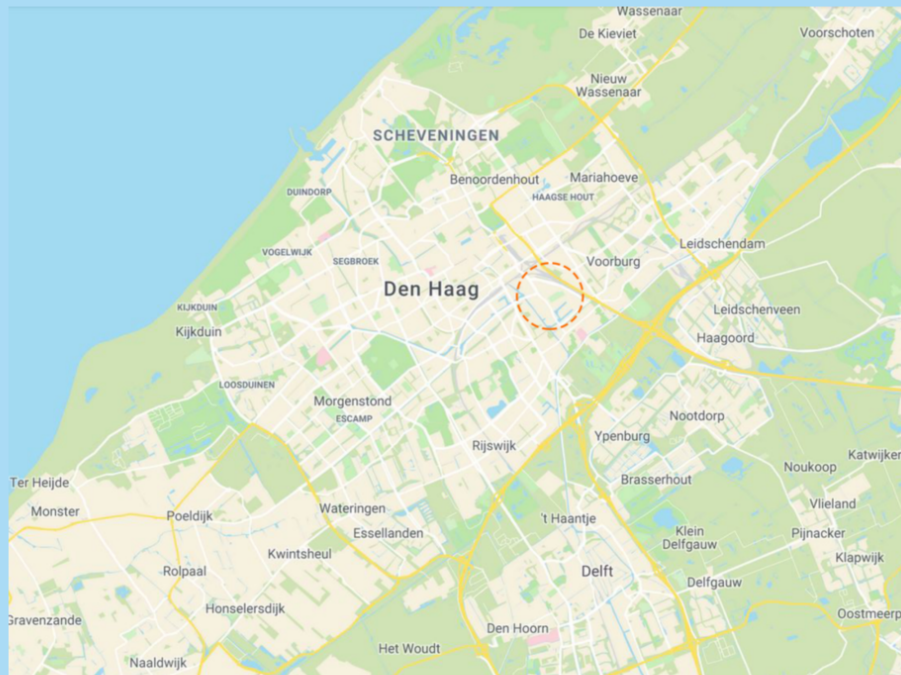 Wassenaar
De Kieviet
Voorschoten
Nieuw
Wassenaar
SCHEVENINGEN
Benoordenhout
Mariahoeve
DUINDORP
HAAGSE HOUT
VOGELWIJK
SEGBROEK
Voorburg
Leidschendam
Den Haag
KIJKDUIN
Kijkduin
Leidschenveen
Haagoord
LOOSDUINEN
Morgenstond
ESCAMP
Nootdorp
Rijswijk
Ypenburg
Katwijker
Noukoop
Ter Heijde
Brasserhout
Monster
Poeldijk
Wateringen
Vlieland
't Haantje
Essellanden
Klein
Delfgauw
Pijnacker
Kwintsheul
Klapwijk
Rolpaal
Delft
Delfgauw
Honselersdijk
Gravenzande
Oostmeerp
Den Hoorn
Het Woudt
Naaldwijk